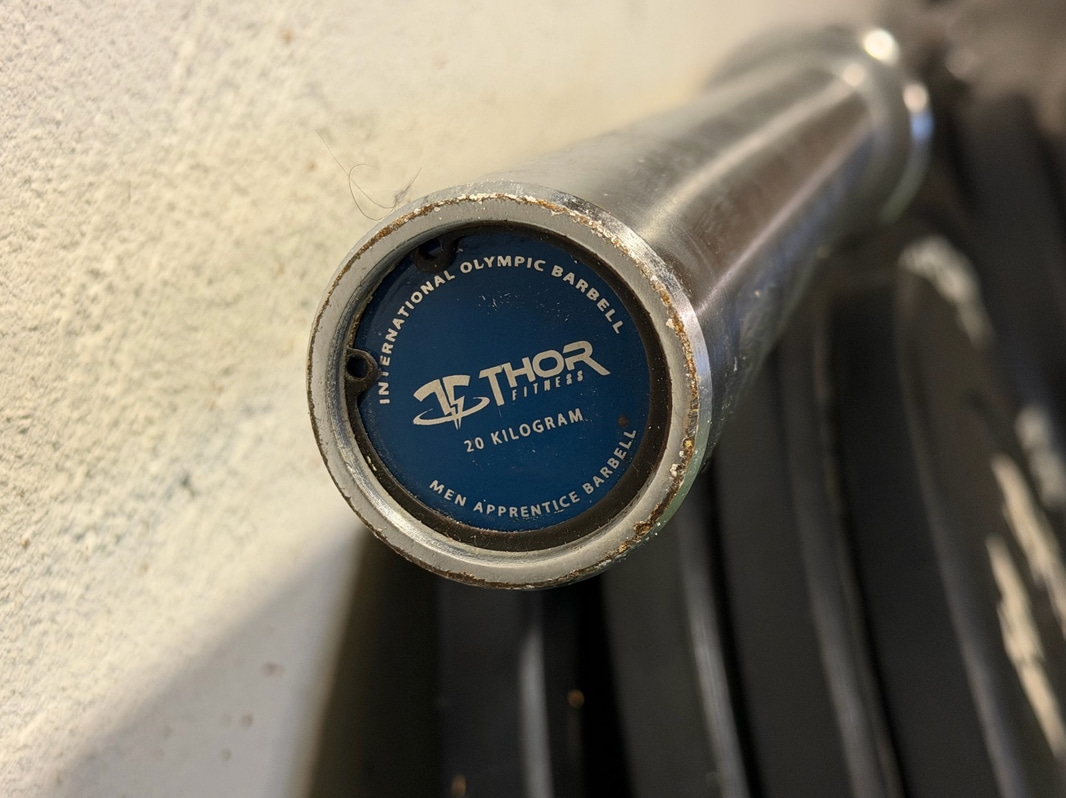 INTERNATIONAL OLYMPIC BARBELL
THOR
FITNESS
20 KILOGRAM
MEN APPRENTICE BARBELL